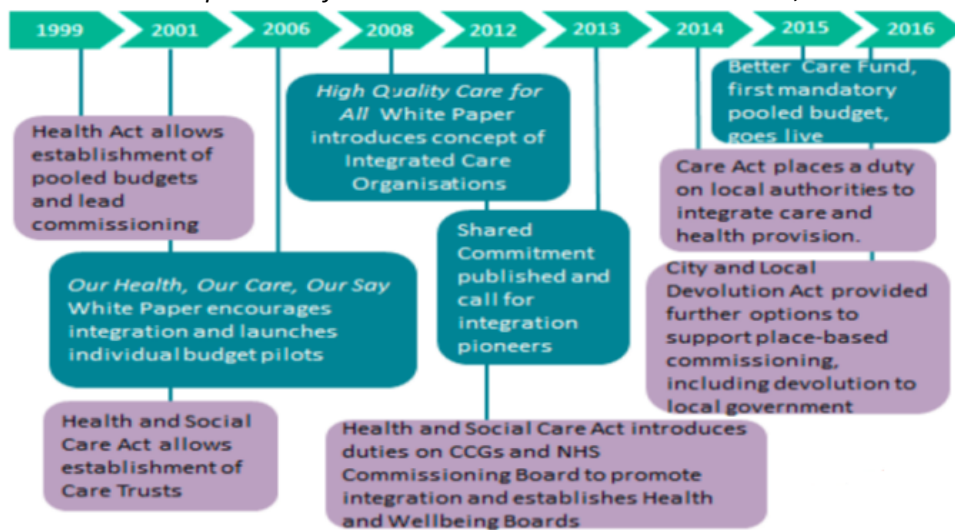 1999
2001
2006
2008
2012
2013
2014
2015
2016
Health Act allows
establishment of
pooled budgets
and lead
commissioning
High Quality Care for
All White Paper
introduces concept of
Integrated Care
Organisations
Better Care Fund,
first mandatory
pooled budget,
goes live
Care Act places a duty
on local authorities to
integrate care and
health provision.
Shared
Commitment
published and
call for
integration
pioneers
Our Health, Our Care, Our Say
White Paper encourages
integration and launches
individual budget pilots
City and Local
Devolution Act provided
further options to
support place-based
commissioning,
including devolution to
local government
Health and Social
Care Act allows
establishment of
Care Trusts
Health and Social Care Act introduces
duties on CCGs and NHS
Commissioning Board to promote
integration and establishes Health
and Wellbeing Boards